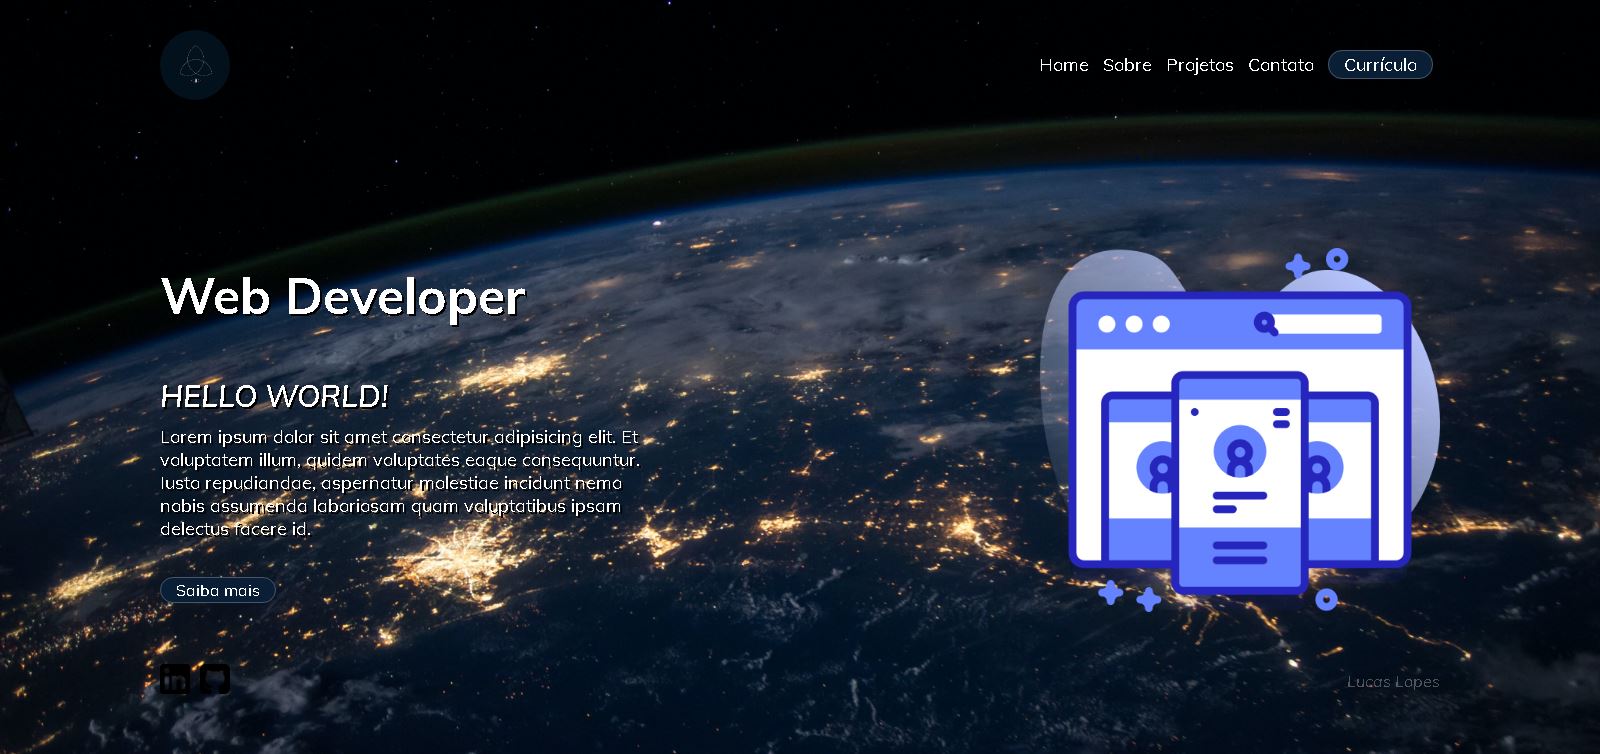 Home Sobre Projetos Contato Currículo
Web Developer
HELLO WORLD!
Lorem ipsum dolor sit amet consectetur adipisicing elit. Et
voluptatem illum, quidem voluptates eaque consequuntur.
Iusto repudiandae, aspernatur molestiae incidunt nemo
nobis assumenda laboriosam quam voluptatibus ipsam
delectus facere id.
Saiba mais
in
Lucas Lopes